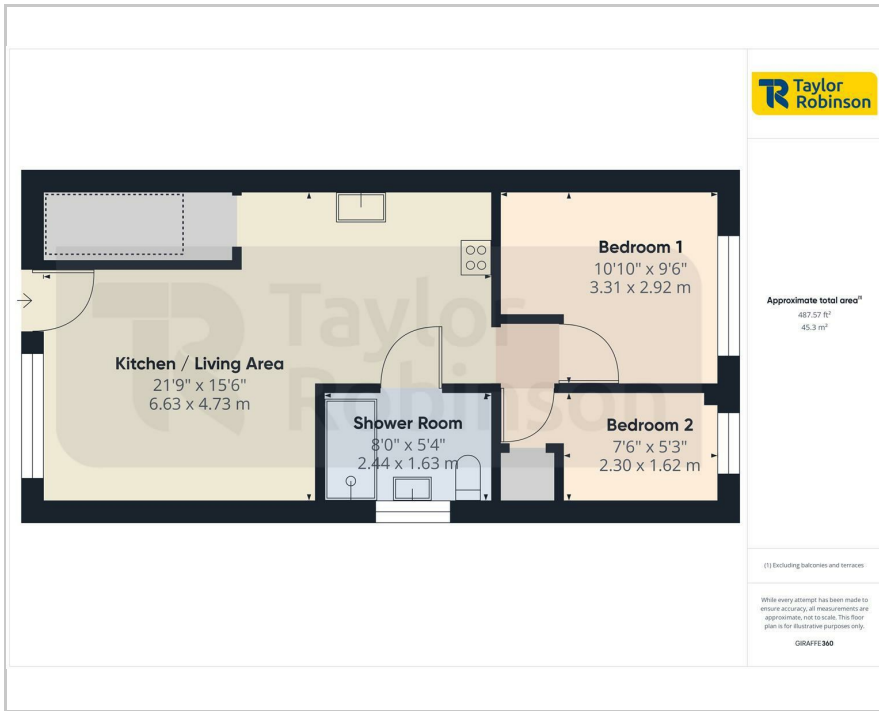 Taylor
Robinson
Kitchen / Living Area
21'9" x 15'6"
6.63 x 4.73 m
Shower Room
8'0" x 5'4"
2.44 x 1.63 m
Bedroom 1
10'10" x 9'6"
3.31 x 2.92 m
Bedroom 2
7'6" x 5'3"
2.30 x 1.62 m
TR Taylor
Robinson
Approximate total area(1)
487.57 ft²
45.3 m²
(1) Excluding balconies and terraces
While every attempt has been made to
ensure accuracy, all measurements are
approximate, not to scale. This floor
plan is for illustrative purposes only.
GIRAFFE360